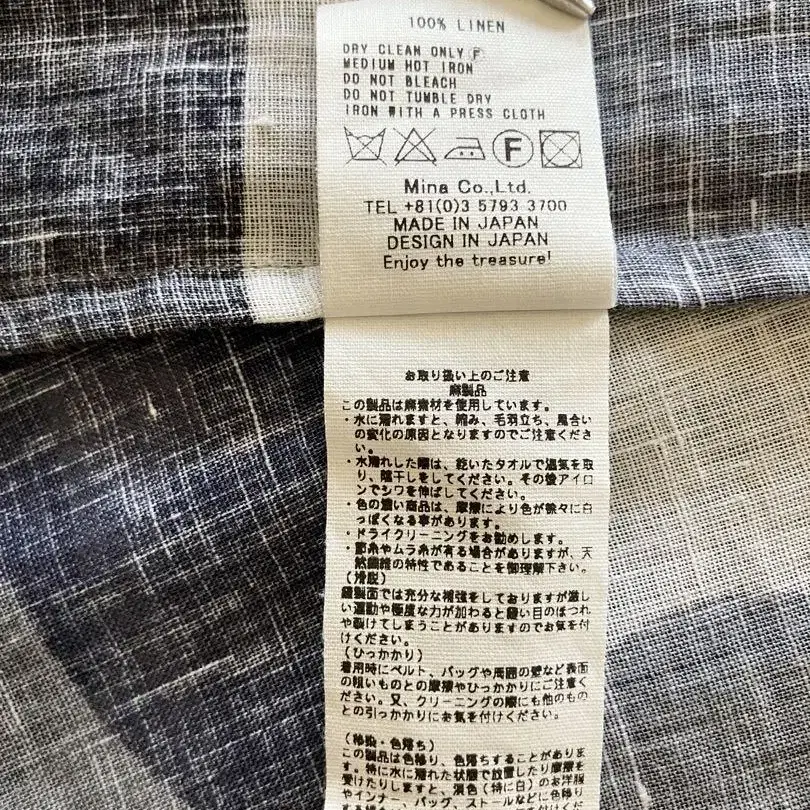 100% LINEN
DRY CLEAN ONLY Ⓕ
MEDIUM HOT IRON
DO NOT BLEACH
DO NOT TUMBLE DRY
IRON WITH A PRESS CLOTH
F
Mina Co.,Ltd.
TEL +81(0)3 5793 3700
MADE IN JAPAN
DESIGN IN JAPAN
Enjoy the treasure!
お取り扱い上のご注意
麻製品
この製品は麻素材を使用しています。
・水に濡れますと、縮み、毛羽立ち、風合い
の変化の原因となりますのでご注意くださ
い。
・水濡れした際は、乾いたタオルで湿気を取
り、陰干しをしてください。その後アイロ
ンでシワを伸ばしてください。
・色の濃い商品は、摩擦により色が徐々に白
っぽくなる事があります。
・ドライクリーニングをお勧めします。
・節糸やムラ糸が有る場合がありますが、天
然繊維の特性であることを御理解下さい。
(滑脱)
縫製面では充分な補強をしておりますが激し
い運動や極度な力が加わると縫い目のほつれ
や裂けてしまうことがありますのでお気を付
けください。
(ひっかかり)
着用時にベルト、バッグや周囲の壁など表面
の粗いものとの摩擦やひっかかりにご注意く
ださい。又、クリーニングの際にも他のもの
との引っかかりにお気を付けください。
(移染・色落ち)
この製品は色移り、色落ちすることがありま
す。特に水に濡れた状態で放置したり摩擦を
受けたりしますと、淡色(特に白)のお洋服
やインナー、バッグ、ストールなどに色移り